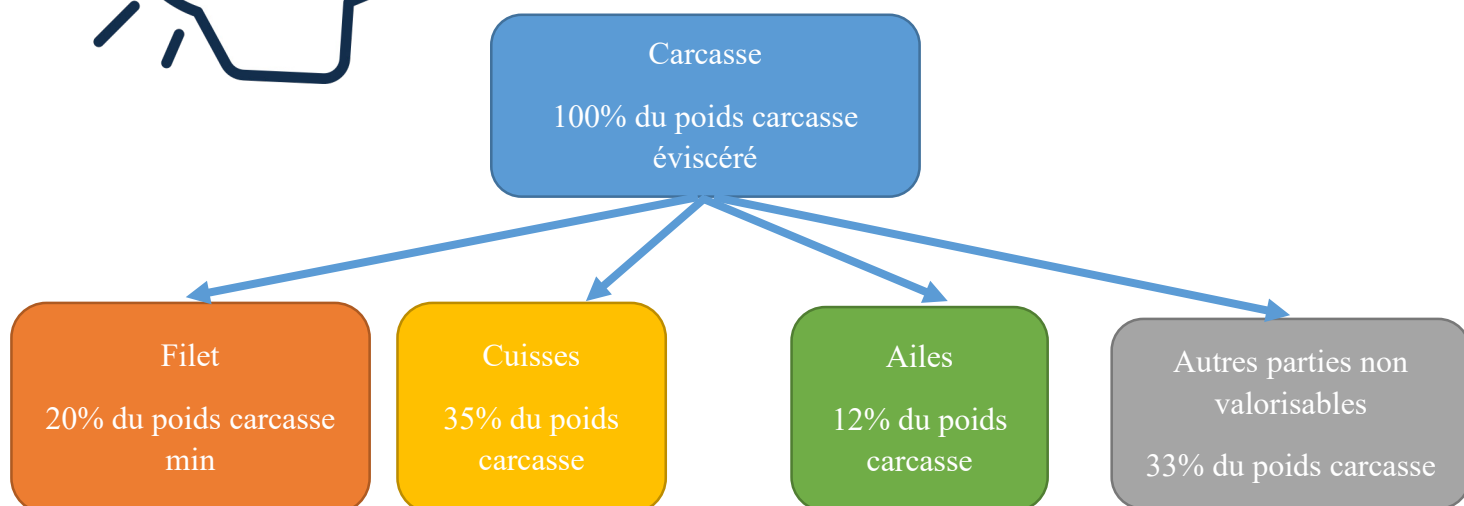 Carcasse
100% du poids carcasse
éviscéré
Filet
20% du poids carcasse
min
Cuisses
35% du poids
carcasse
Ailes
12% du poids
carcasse
Autres parties non
valorisables
33% du poids carcasse